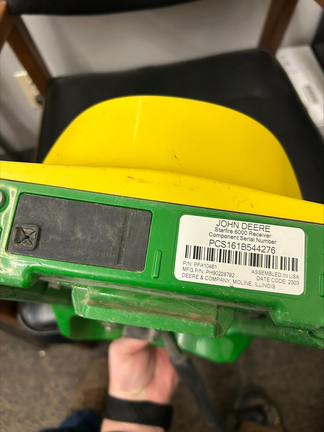 JOHN DEERE
Starfire 6000 Receiver
Component Serial Number
PCS161B544276
P/N: PFA10461
ASSEMBLED IN USA
MFG P/N: PH90228782
DATE CODE: 2303
DEERE & COMPANY, MOLINE, ILLINOIS